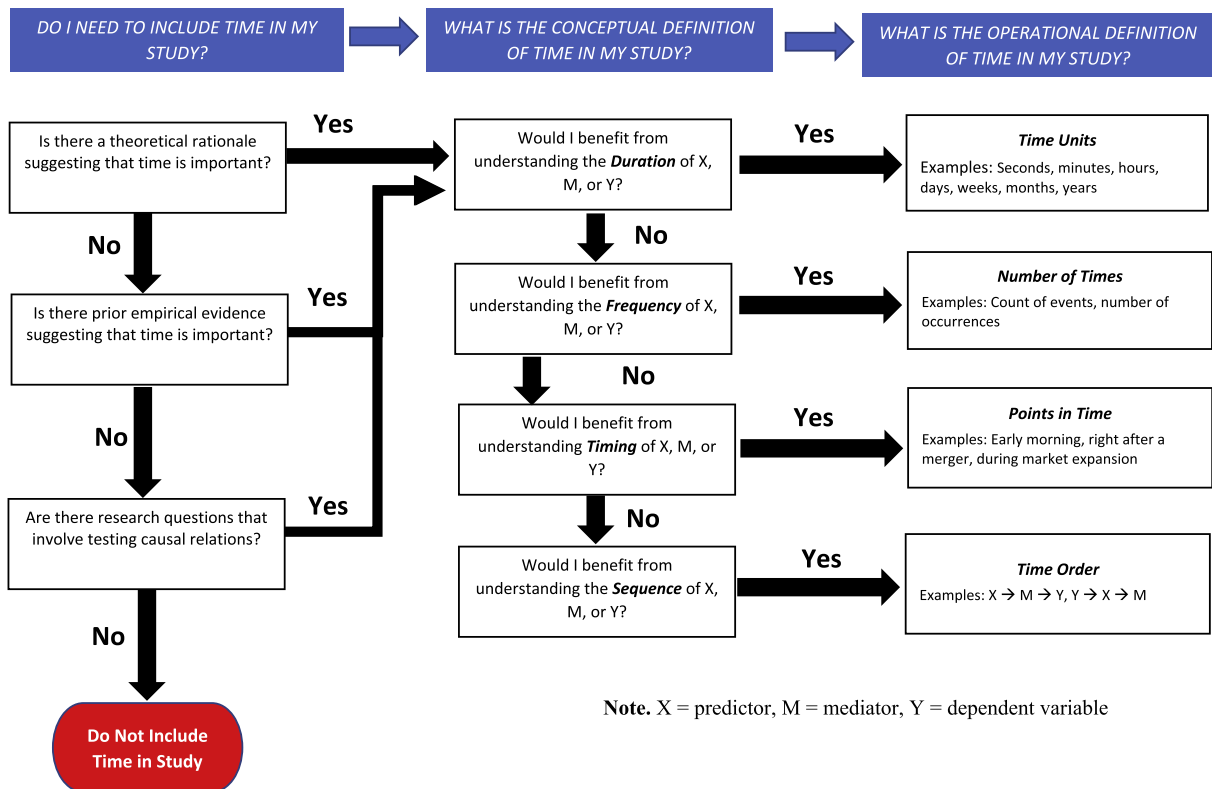 DO I NEED TO INCLUDE TIME IN MY
STUDY?
WHAT IS THE CONCEPTUAL DEFINITION
OF TIME IN MY STUDY?
WHAT IS THE OPERATIONAL DEFINITION
OF TIME IN MY STUDY?
Is there a theoretical rationale
suggesting that time is important?
Yes
No
Is there prior empirical evidence
suggesting that time is important?
Yes
No
Are there research questions that
involve testing causal relations?
Yes
No
Do Not Include
Time in Study
Would I benefit from
understanding the Duration of X,
M, or Y?
Yes
No
Would I benefit from
understanding the Frequency of X,
M, or Y?
Yes
No
Would I benefit from
understanding Timing of X, M, or
Y?
Yes
No
Would I benefit from
understanding the Sequence of X,
M, or Y?
Yes
Time Units
Examples: Seconds, minutes, hours,
days, weeks, months, years
Number of Times
Examples: Count of events, number of
occurrences
Points in Time
Examples: Early morning, right after a
merger, during market expansion
Time Order
Examples: X → M → Y, Y → X → M
Note. X = predictor, M = mediator, Y = dependent variable